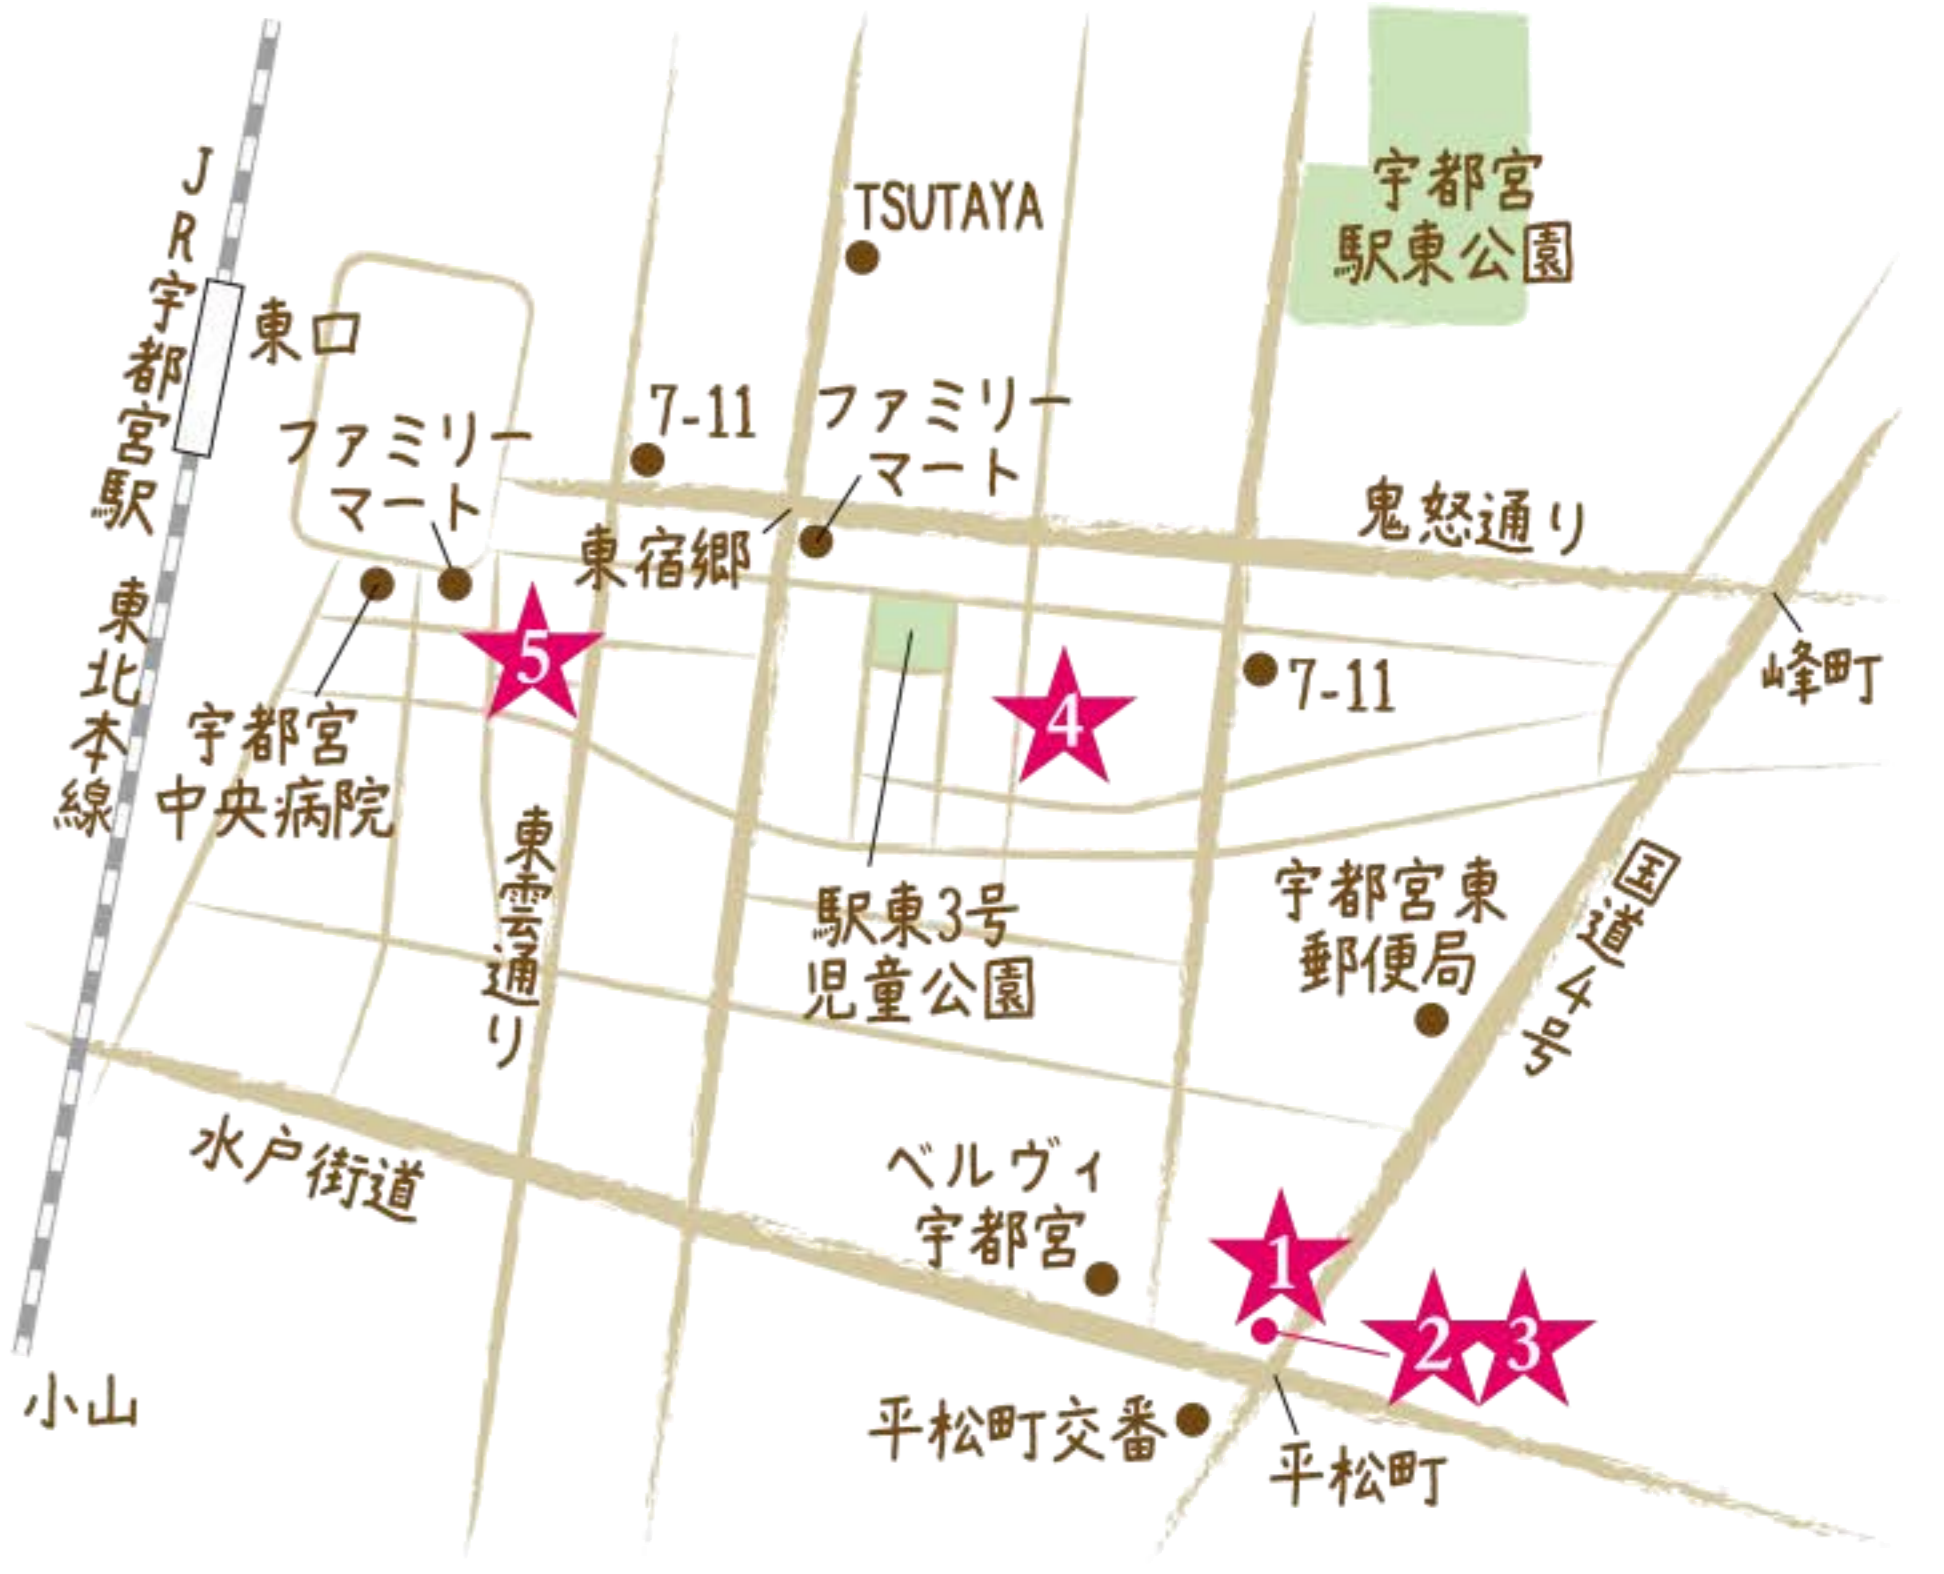 JR宇都宮駅
東北本線
小山
東口
ファミリー
マート
宇都宮
中央病院
7-11
TSUTAYA
ファミリー
マート
東宿郷
宇都宮
駅東公園
鬼怒通り
峰町
5
4
7-11
東雲通り
駅東3号
児童公園
宇都宮東
郵便局
国道4号
水戸街道
ベルヴィ
宇都宮
1
2
3
平松町交番
平松町